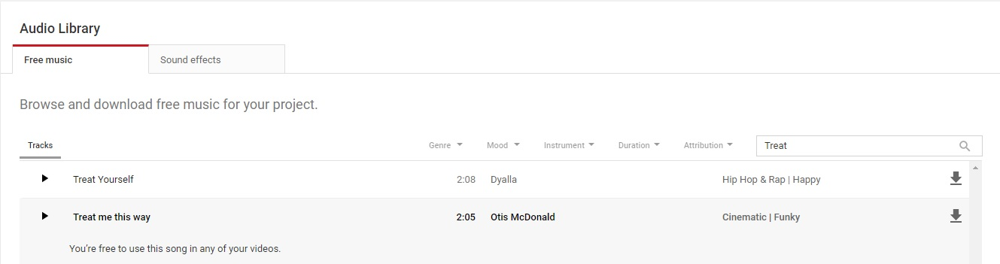 Audio Library
Free music Sound effects
Browse and download free music for your project.
Tracks Genre Mood Instrument Duration Attribution Treat
Treat Yourself 2:08 Dyalla Hip Hop & Rap | Happy
Treat me this way 2:05 Otis McDonald Cinematic | Funky
You’re free to use this song in any of your videos.